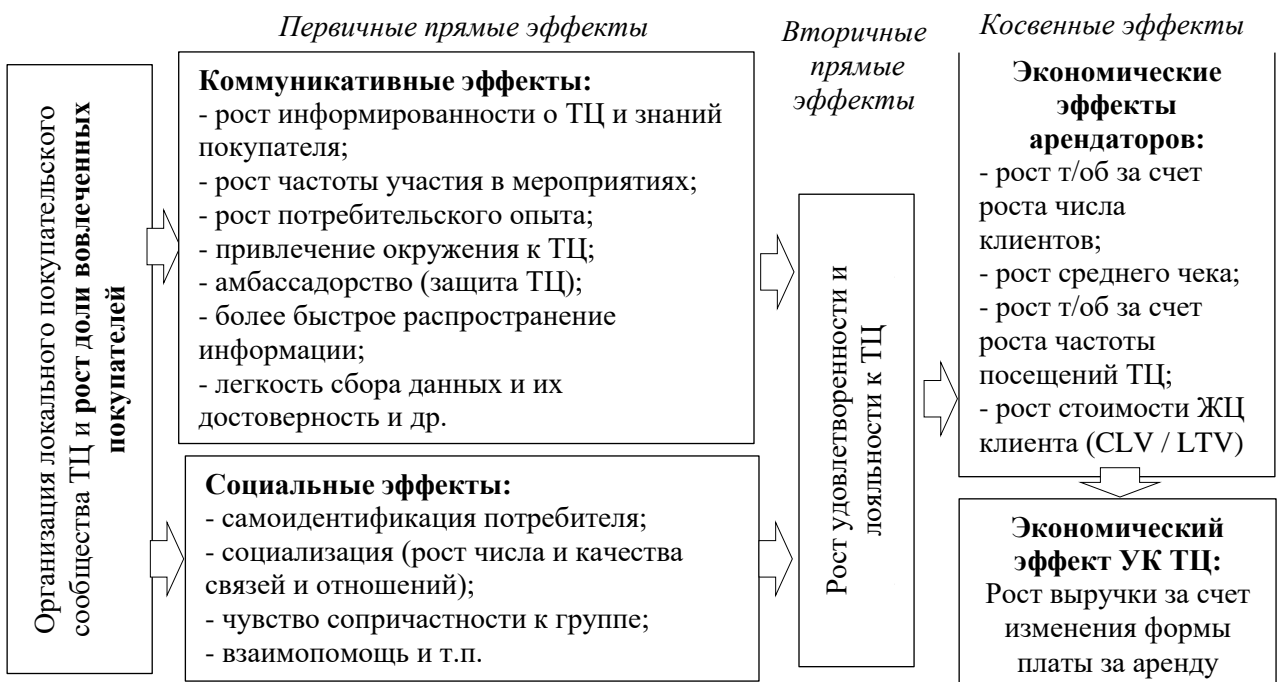 Первичные прямые эффекты
Вторичные
прямые
эффекты
Косвенные эффекты
Организация локального покупательского
сообщества ТЦ и рост доли вовлеченных
покупателей
Коммуникативные эффекты:
- рост информированности о ТЦ и знаний
покупателя;
- рост частоты участия в мероприятиях;
- рост потребительского опыта;
- привлечение окружения к ТЦ;
- амбассадорство (защита ТЦ);
- более быстрое распространение
информации;
- легкость сбора данных и их
достоверность и др.
Социальные эффекты:
- самоидентификация потребителя;
- социализация (рост числа и качества
связей и отношений);
- чувство сопричастности к группе;
- взаимопомощь и т.п.
Рост удовлетворенности и
лояльности к ТЦ
Экономические
эффекты
арендаторов:
- рост т/об за счет
роста числа
клиентов;
- рост среднего чека;
- рост т/об за счет
роста частоты
посещений ТЦ;
- рост стоимости ЖЦ
клиента (CLV / LTV)
Экономический
эффект УК ТЦ:
Рост выручки за счет
изменения формы
платы за аренду